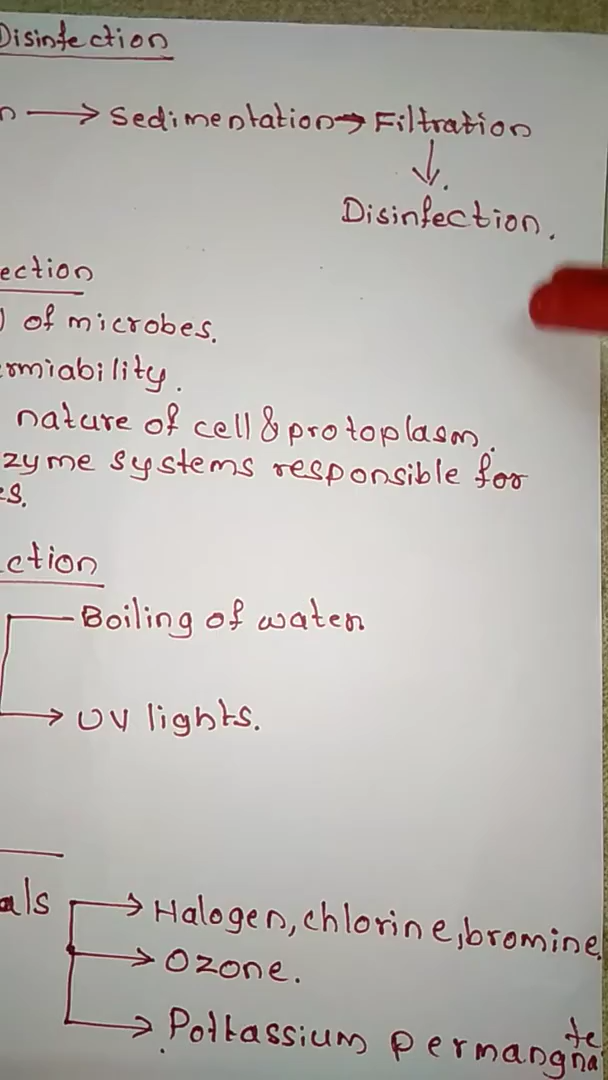 Disinfection
n → Sedimentation → Filtration
↓
Disinfection.
ection
) of microbes.
ermiability.
nature of cell & protoplasm.
zyme systems responsible for
es.
ction
Boiling of water
→ UV lights.
als → Halogen, chlorine, bromine.
→ Ozone.
→ Pottassium permangnate